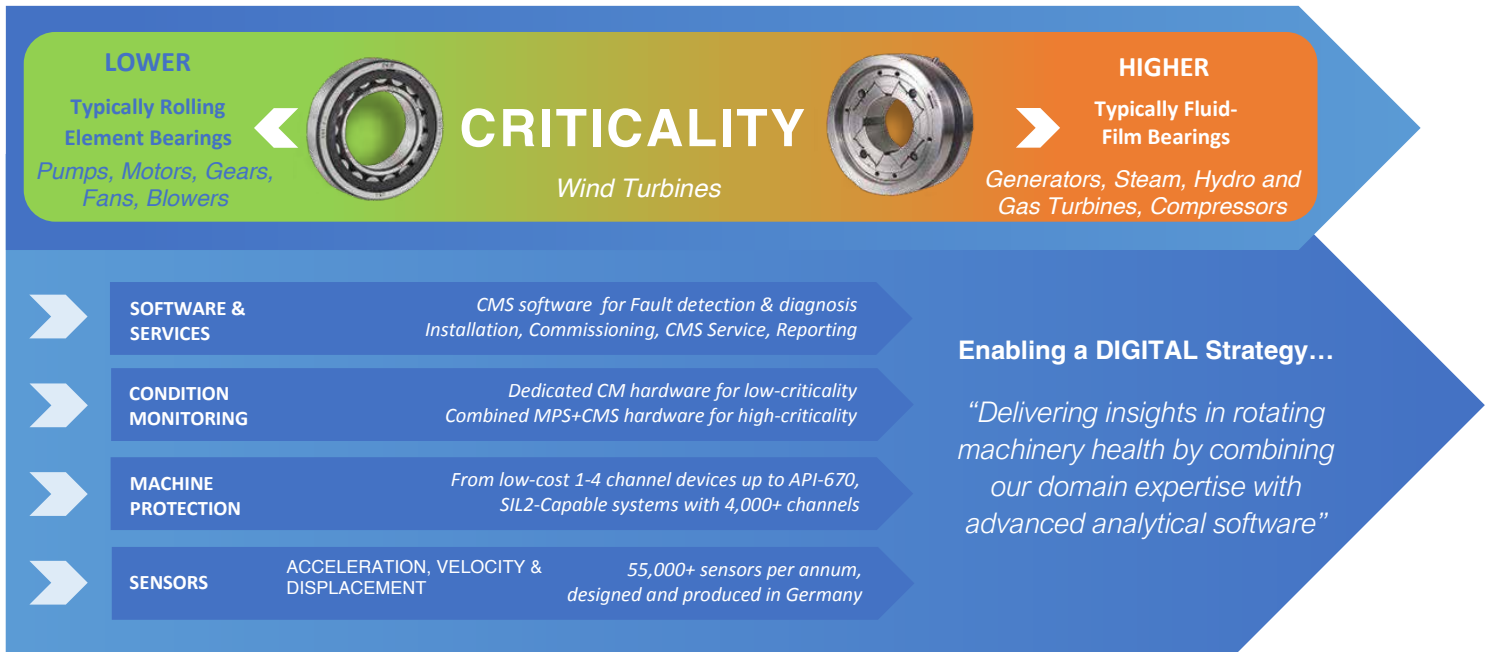 LOWER
Typically Rolling
Element Bearings
Pumps, Motors, Gears,
Fans, Blowers
CRITICALITY
Wind Turbines
HIGHER
Typically Fluid-
Film Bearings
Generators, Steam, Hydro and
Gas Turbines, Compressors
SOFTWARE &
SERVICES
CMS software for Fault detection & diagnosis
Installation, Commissioning, CMS Service, Reporting
CONDITION
MONITORING
Dedicated CM hardware for low-criticality
Combined MPS+CMS hardware for high-criticality
MACHINE
PROTECTION
From low-cost 1-4 channel devices up to API-670,
SIL2-Capable systems with 4,000+ channels
SENSORS
ACCELERATION, VELOCITY &
DISPLACEMENT
55,000+ sensors per annum,
designed and produced in Germany
Enabling a DIGITAL Strategy…
“Delivering insights in rotating
machinery health by combining
our domain expertise with
advanced analytical software”